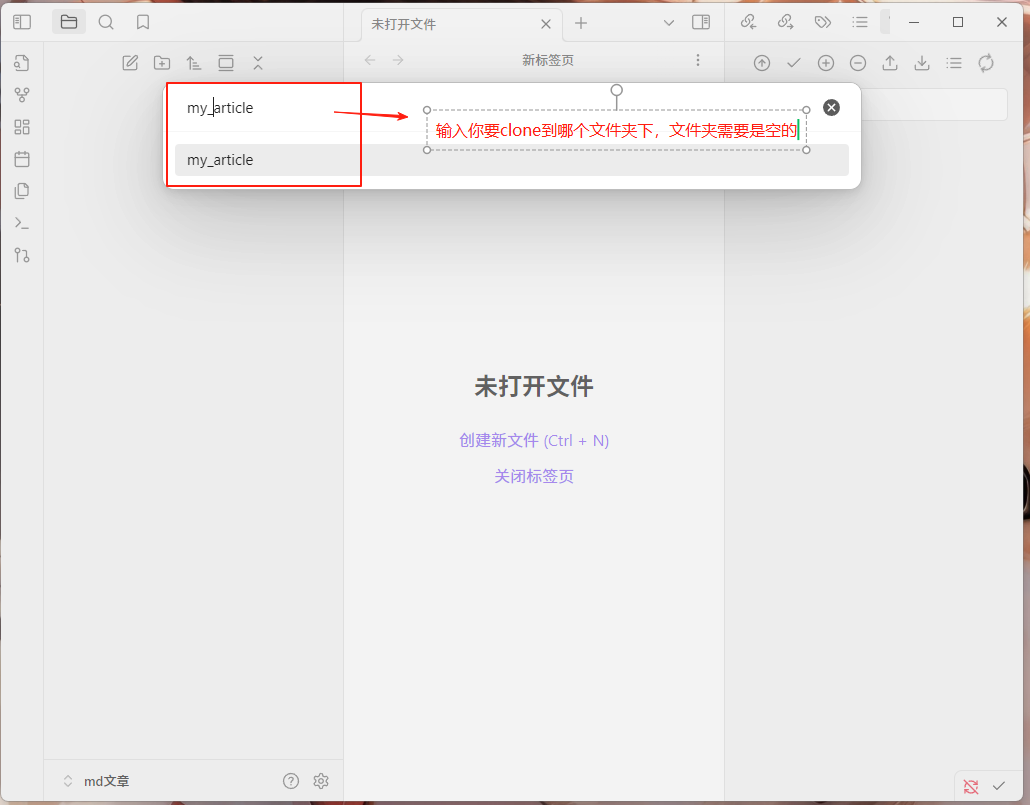 未打开文件
新标签页
my_article
输入你要clone到哪个文件夹下，文件夹需要是空的
my_article
未打开文件
创建新文件 (Ctrl + N)
关闭标签页
md文章